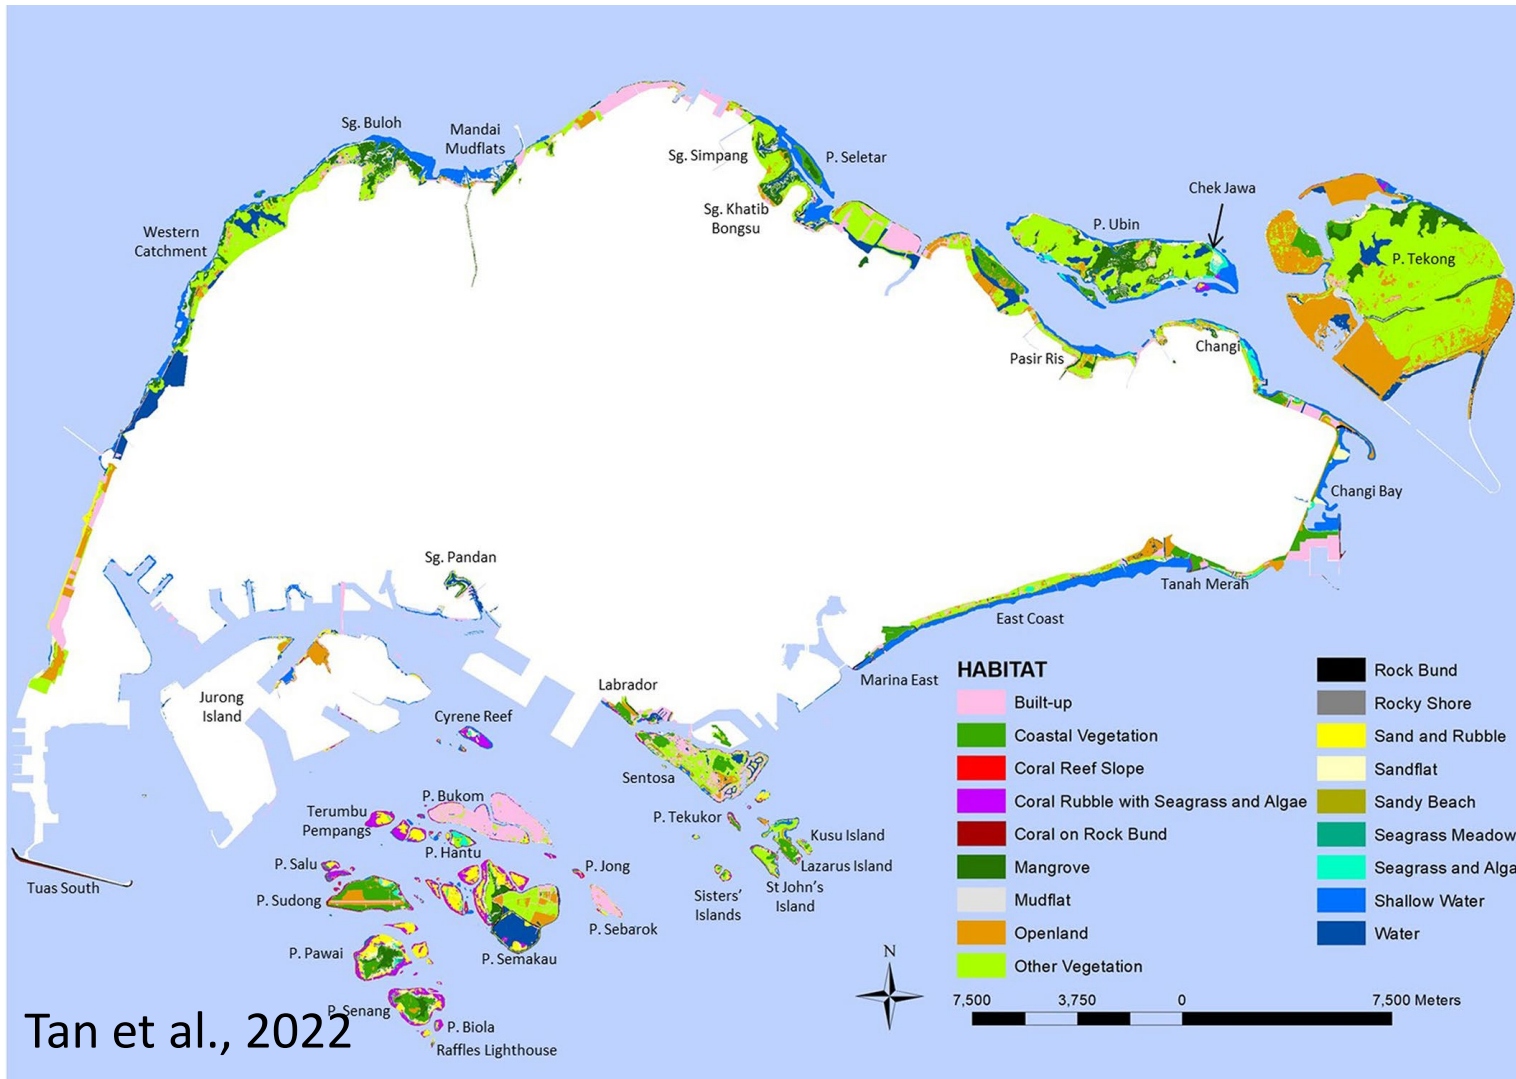 Sg. Buloh
Mandai
Mudflats
Sg. Simpang
P. Seletar
Sg. Khatib
Bongsu
Chek Jawa
P. Ubin
P. Tekong
Western
Catchment
Pasir Ris
Changi
Changi Bay
Sg. Pandan
Tanah Merah
East Coast
Marina East
Jurong
Island
Labrador
Cyrene Reef
Sentosa
P. Bukom
Terumbu
Pempangs
P. Tekukor
Kusu Island
P. Hantu
P. Salu
P. Jong
Lazarus Island
Tuas South
P. Sudong
Sisters'
Islands
St John's
Island
P. Sebarok
P. Pawai
P. Semakau
P. Senang
P. Biola
Raffles Lighthouse
Tan et al., 2022
HABITAT
Built-up
Coastal Vegetation
Coral Reef Slope
Coral Rubble with Seagrass and Algae
Coral on Rock Bund
Mangrove
Mudflat
Openland
Other Vegetation
Rock Bund
Rocky Shore
Sand and Rubble
Sandflat
Sandy Beach
Seagrass Meadow
Seagrass and Alga
Shallow Water
Water
N
7,500 3,750 0 7,500 Meters